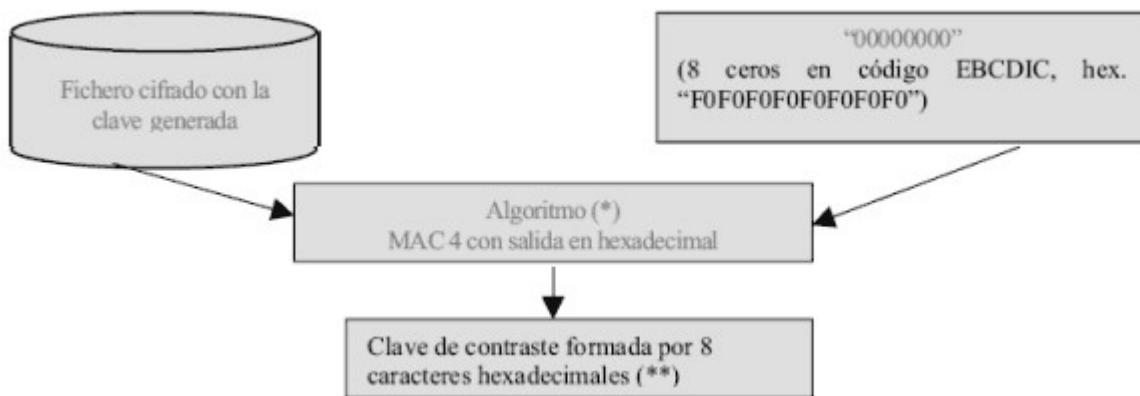 Fichero cifrado con la
clave generada
“00000000”
(8 ceros en código EBCDIC, hex.
“F0F0F0F0F0F0F0F0”)
Algoritmo (*)
MAC 4 con salida en hexadecimal
Clave de contraste formada por 8
caracteres hexadecimales (**)